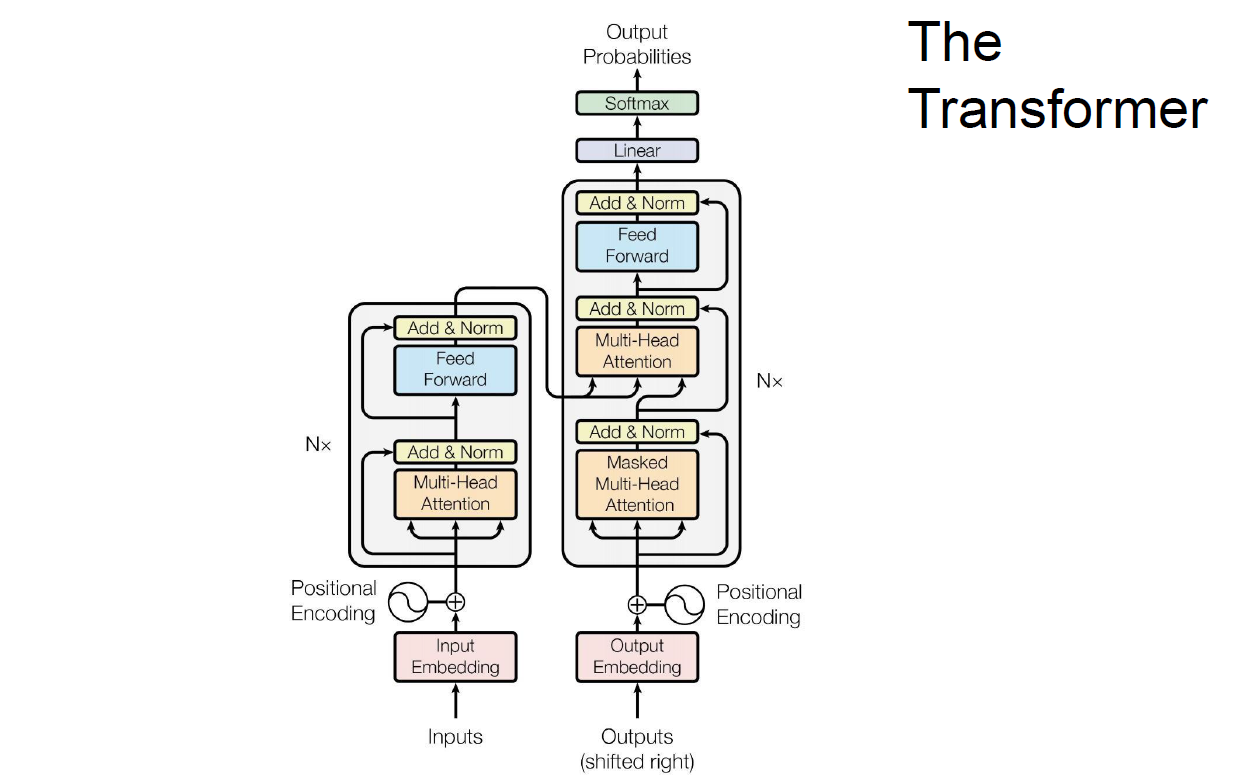 The
Transformer
Output
Probabilities
Softmax
Linear
Add & Norm
Feed
Forward
Add & Norm
Multi-Head
Attention
Add & Norm
Masked
Multi-Head
Attention
N×
Add & Norm
Feed
Forward
Add & Norm
Multi-Head
Attention
N×
Positional
Encoding
Positional
Encoding
Input
Embedding
Output
Embedding
Inputs
Outputs
(shifted right)